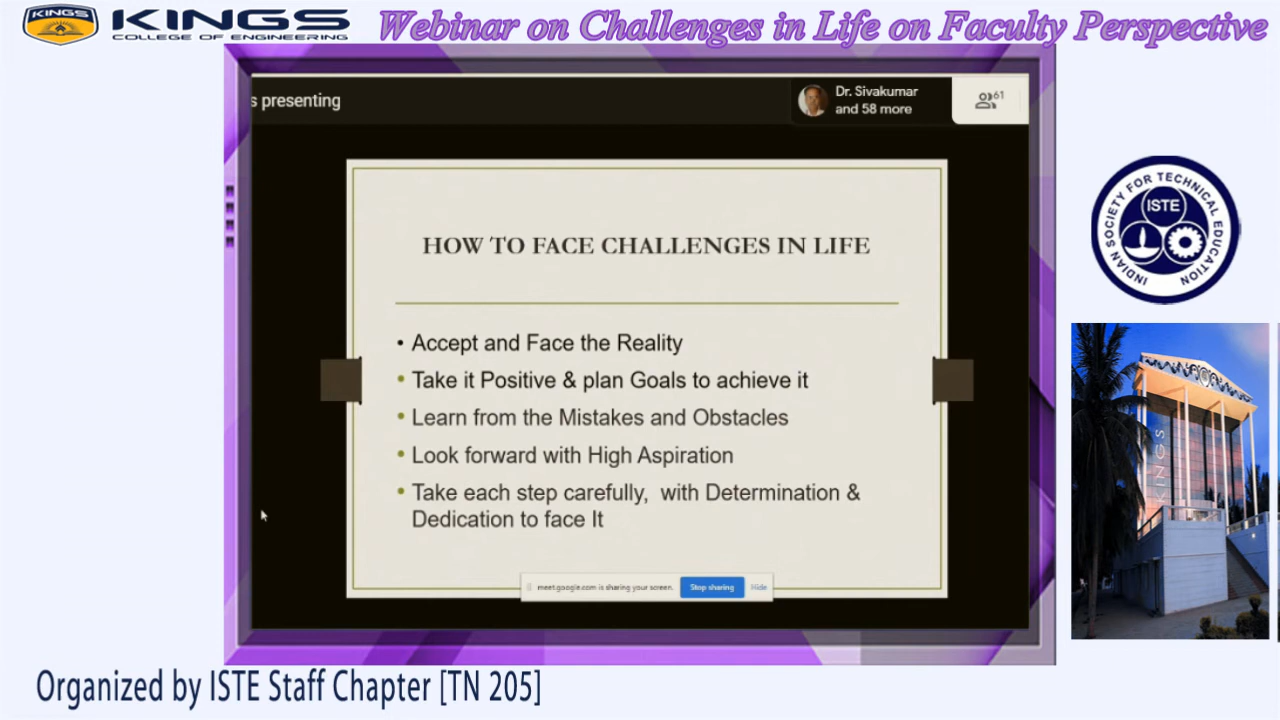 KINGS
KINGS
COLLEGE OF ENGINEERING
Webinar on Challenges in Life on Faculty Perspective
s presenting
Dr. Sivakumar
and 58 more
61
HOW TO FACE CHALLENGES IN LIFE
• Accept and Face the Reality
• Take it Positive & plan Goals to achieve it
• Learn from the Mistakes and Obstacles
• Look forward with High Aspiration
• Take each step carefully, with Determination &
Dedication to face It
meet.google.com is sharing your screen.
Stop sharing
Hide
INDIAN SOCIETY FOR TECHNICAL EDUCATION
ISTE
KINGS
Organized by ISTE Staff Chapter [TN 205]